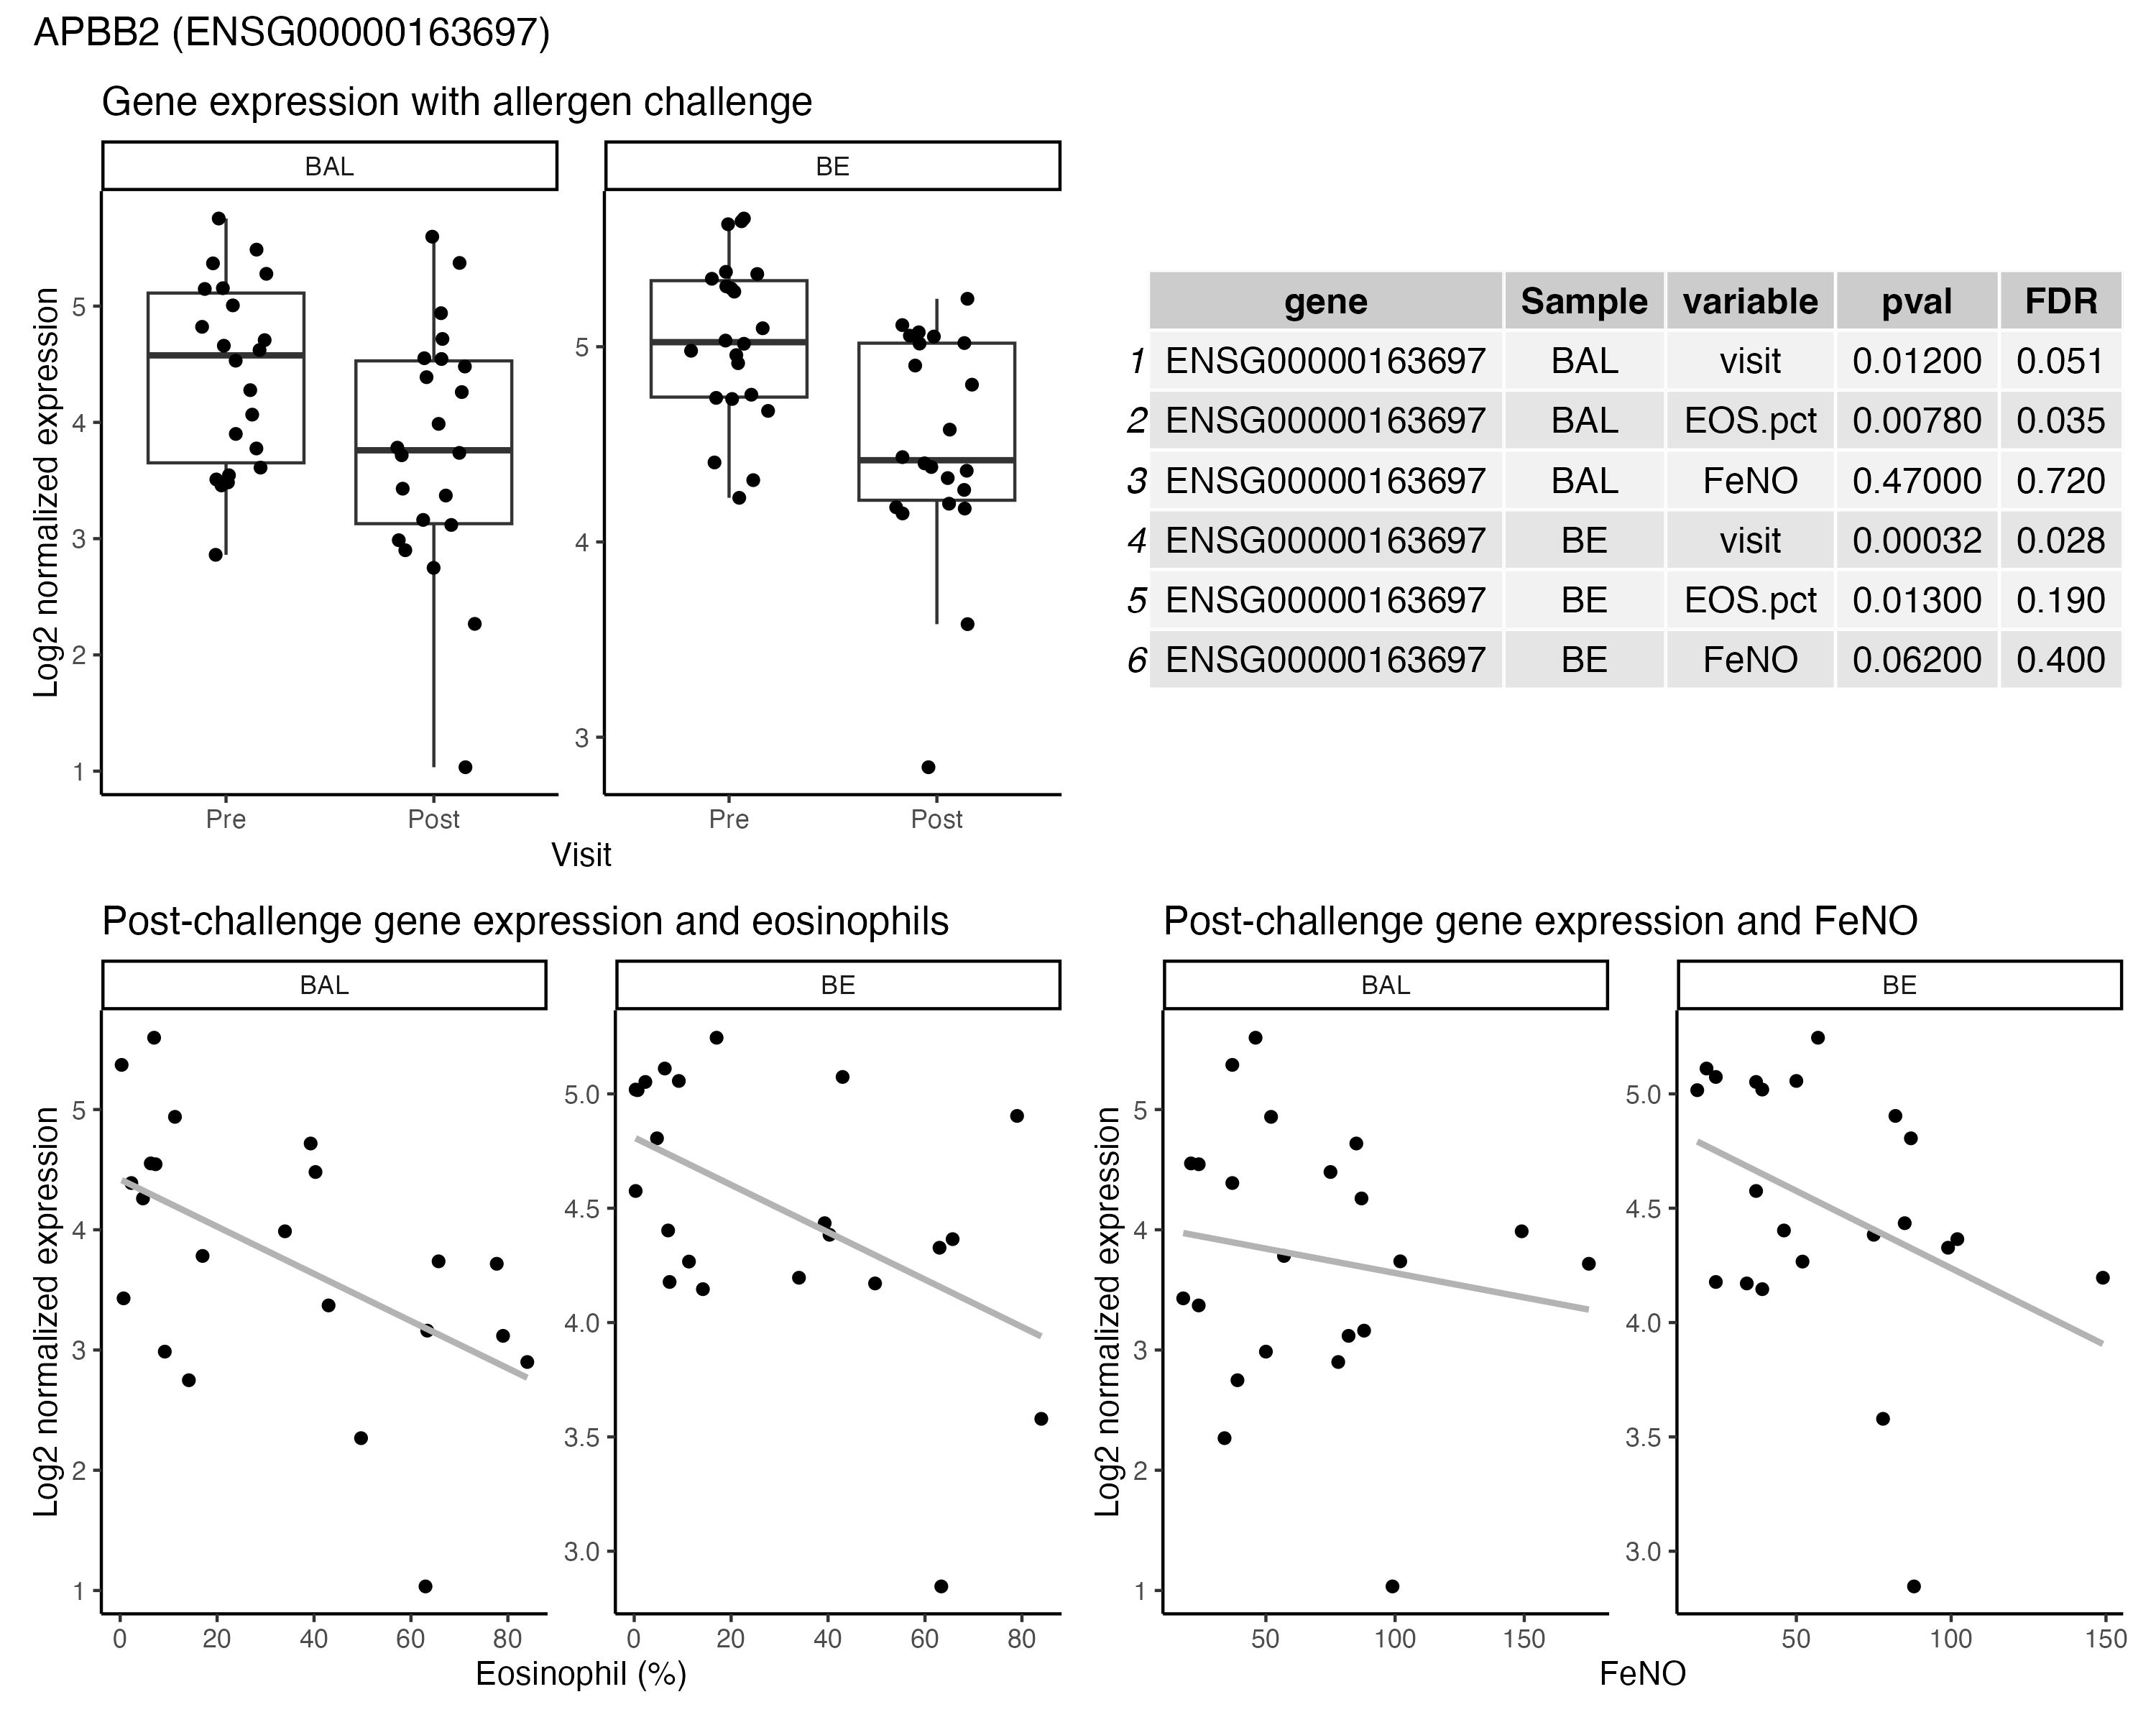 APBB2 (ENSG00000163697)
Gene expression with allergen challenge
BAL
BE
Log2 normalized expression
5
4
3
2
1
5
4
3
Pre
Post
Pre
Post
Visit
gene Sample variable pval FDR
1 ENSG00000163697 BAL visit 0.01200 0.051
2 ENSG00000163697 BAL EOS.pct 0.00780 0.035
3 ENSG00000163697 BAL FeNO 0.47000 0.720
4 ENSG00000163697 BE visit 0.00032 0.028
5 ENSG00000163697 BE EOS.pct 0.01300 0.190
6 ENSG00000163697 BE FeNO 0.06200 0.400
Post-challenge gene expression and eosinophils
BAL
BE
Log2 normalized expression
5
4
3
2
1
5.0
4.5
4.0
3.5
3.0
0 20 40 60 80
0 20 40 60 80
Eosinophil (%)
Post-challenge gene expression and FeNO
BAL
BE
Log2 normalized expression
5
4
3
2
1
5.0
4.5
4.0
3.5
3.0
50 100 150
50 100 150
FeNO